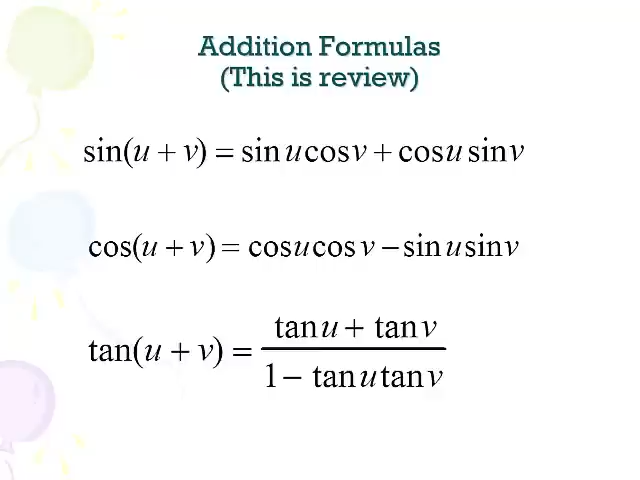 Addition Formulas
(This is review)
sin(u + v) = sin u cos v + cos u sin v
cos(u + v) = cos u cos v − sin u sin v
tan(u + v) = \frac{tan u + tan v}{1 − tan u tan v}